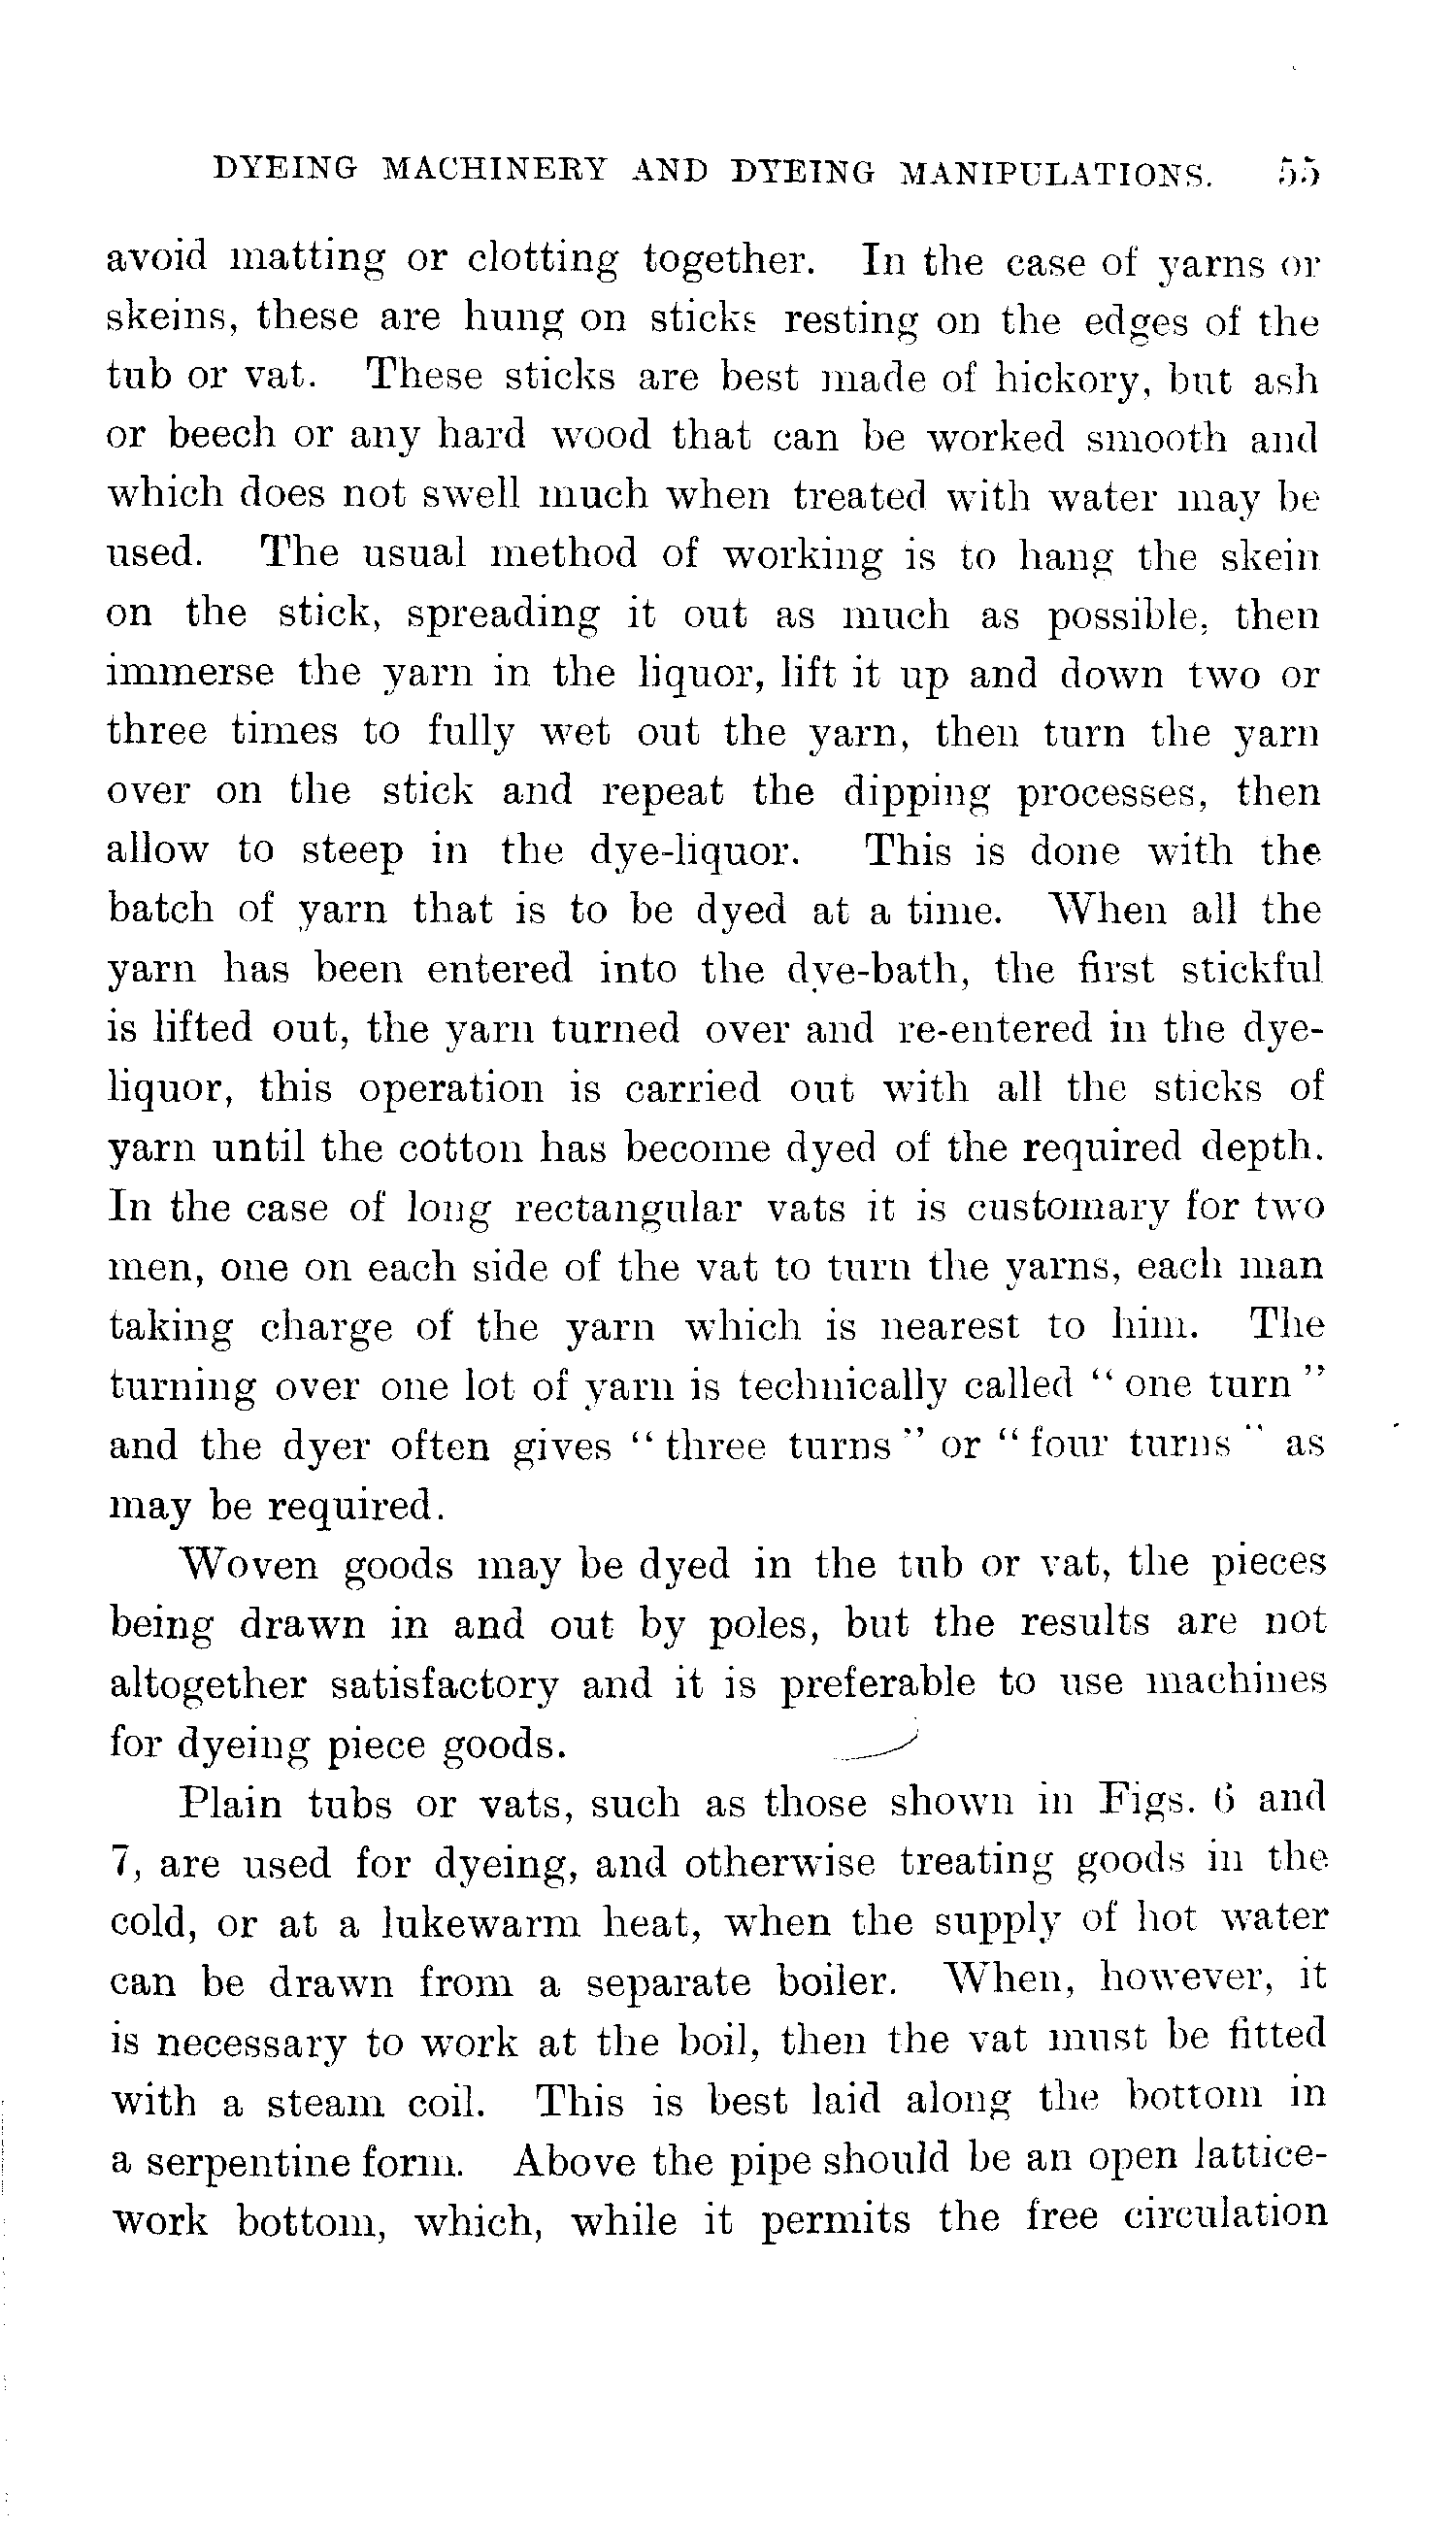 DYEING MACHINERY AND DYEING MANIPULATIONS. 55
avoid matting or clotting together. In the case of yarns or
skeins, these are hung on sticks resting on the edges of the
tub or vat. These sticks are best made of hickory, but ash
or beech or any hard wood that can be worked smooth and
which does not swell much when treated with water may be
used. The usual method of working is to hang the skein
on the stick, spreading it out as much as possible, then
immerse the yarn in the liquor, lift it up and down two or
three times to fully wet out the yarn, then turn the yarn
over on the stick and repeat the dipping processes, then
allow to steep in the dye-liquor. This is done with the
batch of yarn that is to be dyed at a time. When all the
yarn has been entered into the dye-bath, the first stickful
is lifted out, the yarn turned over and re-entered in the dye-
liquor, this operation is carried out with all the sticks of
yarn until the cotton has become dyed of the required depth.
In the case of long rectangular vats it is customary for two
men, one on each side of the vat to turn the yarns, each man
taking charge of the yarn which is nearest to him. The
turning over one lot of yarn is technically called "one turn"
and the dyer often gives "three turns" or "four turns" as
may be required.
Woven goods may be dyed in the tub or vat, the pieces
being drawn in and out by poles, but the results are not
altogether satisfactory and it is preferable to use machines
for dyeing piece goods.
Plain tubs or vats, such as those shown in Figs. 6 and
7, are used for dyeing, and otherwise treating goods in the
cold, or at a lukewarm heat, when the supply of hot water
can be drawn from a separate boiler. When, however, it
is necessary to work at the boil, then the vat must be fitted
with a steam coil. This is best laid along the bottom in
a serpentine form. Above the pipe should be an open lattice-
work bottom, which, while it permits the free circulation